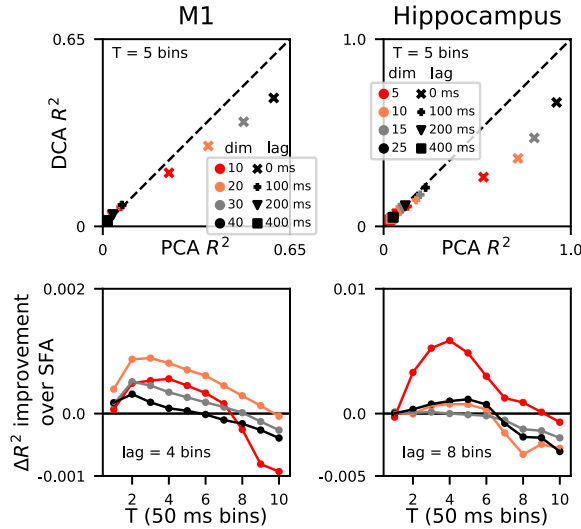 M1
Hippocampus
0.65
T = 5 bins
DCA R²
dim lag
10 0 ms
20 100 ms
30 200 ms
40 400 ms
0
0 PCA R² 0.65
1.0
T = 5 bins
dim lag
5 0 ms
10 100 ms
15 200 ms
25 400 ms
0
0 PCA R² 1.0
ΔR² improvement
over SFA
0.002
0.0
-0.001
lag = 4 bins
2 4 6 8 10
T (50 ms bins)
0.01
0.0
-0.005
lag = 8 bins
2 4 6 8 10
T (50 ms bins)